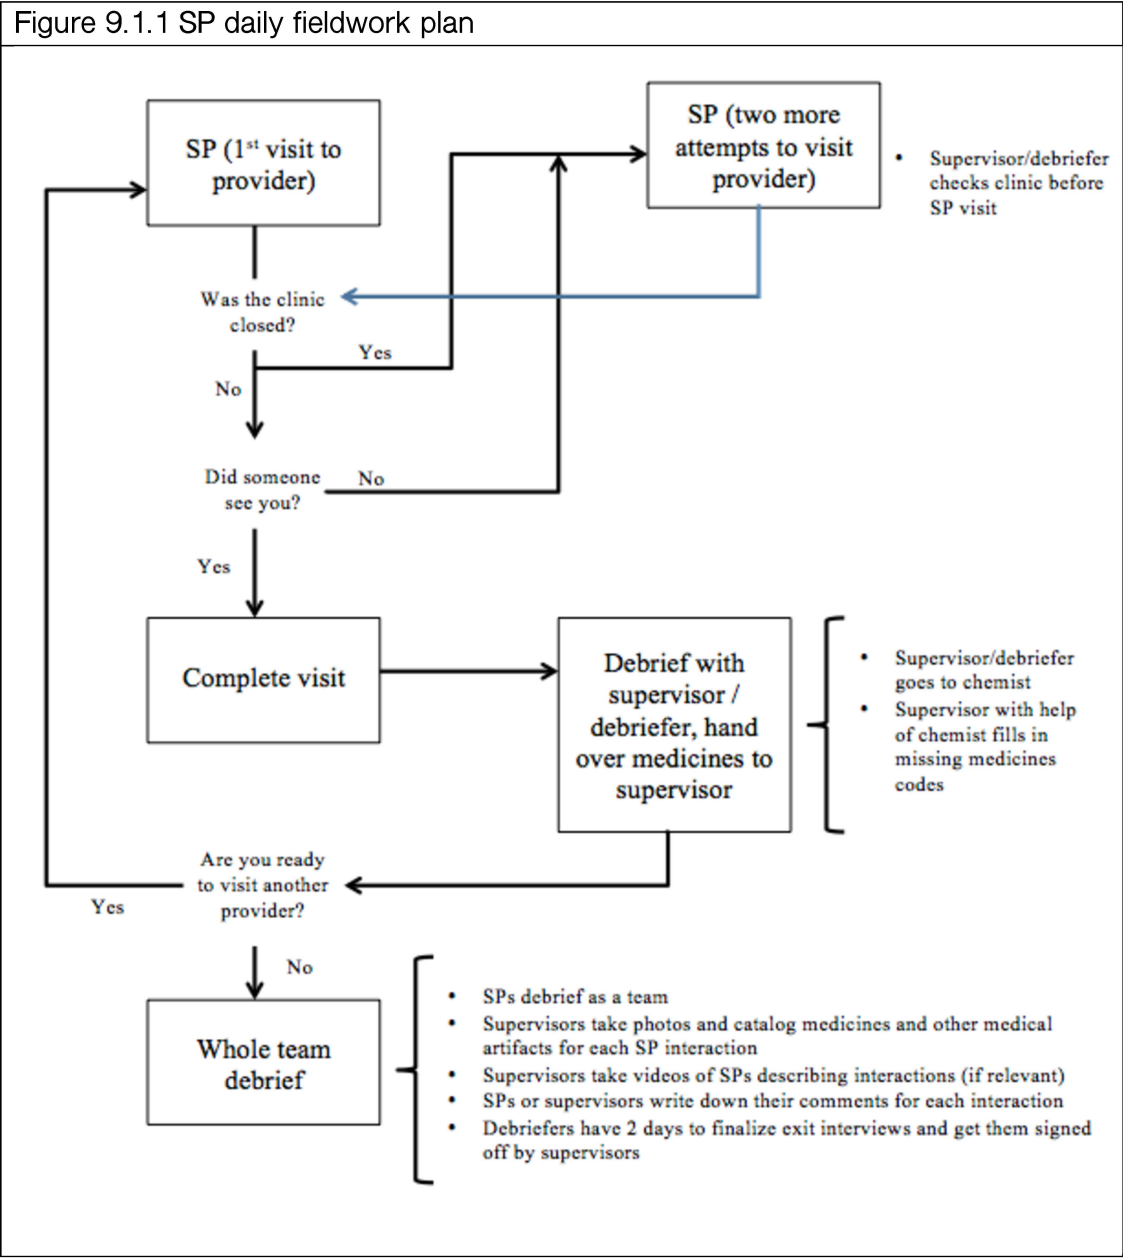 Figure 9.1.1 SP daily fieldwork plan
SP (1st visit to
provider)
SP (two more
attempts to visit
provider)
• Supervisor/debriefer
checks clinic before
SP visit
Was the clinic
closed?
Yes
No
Did someone
see you?
No
Yes
Complete visit
Debrief with
supervisor /
debriefer, hand
over medicines to
supervisor
• Supervisor/debriefer
goes to chemist
• Supervisor with help
of chemist fills in
missing medicines
codes
Are you ready
to visit another
provider?
Yes
No
Whole team
debrief
• SPs debrief as a team
• Supervisors take photos and catalog medicines and other medical
artifacts for each SP interaction
• Supervisors take videos of SPs describing interactions (if relevant)
• SPs or supervisors write down their comments for each interaction
• Debriefers have 2 days to finalize exit interviews and get them signed
off by supervisors